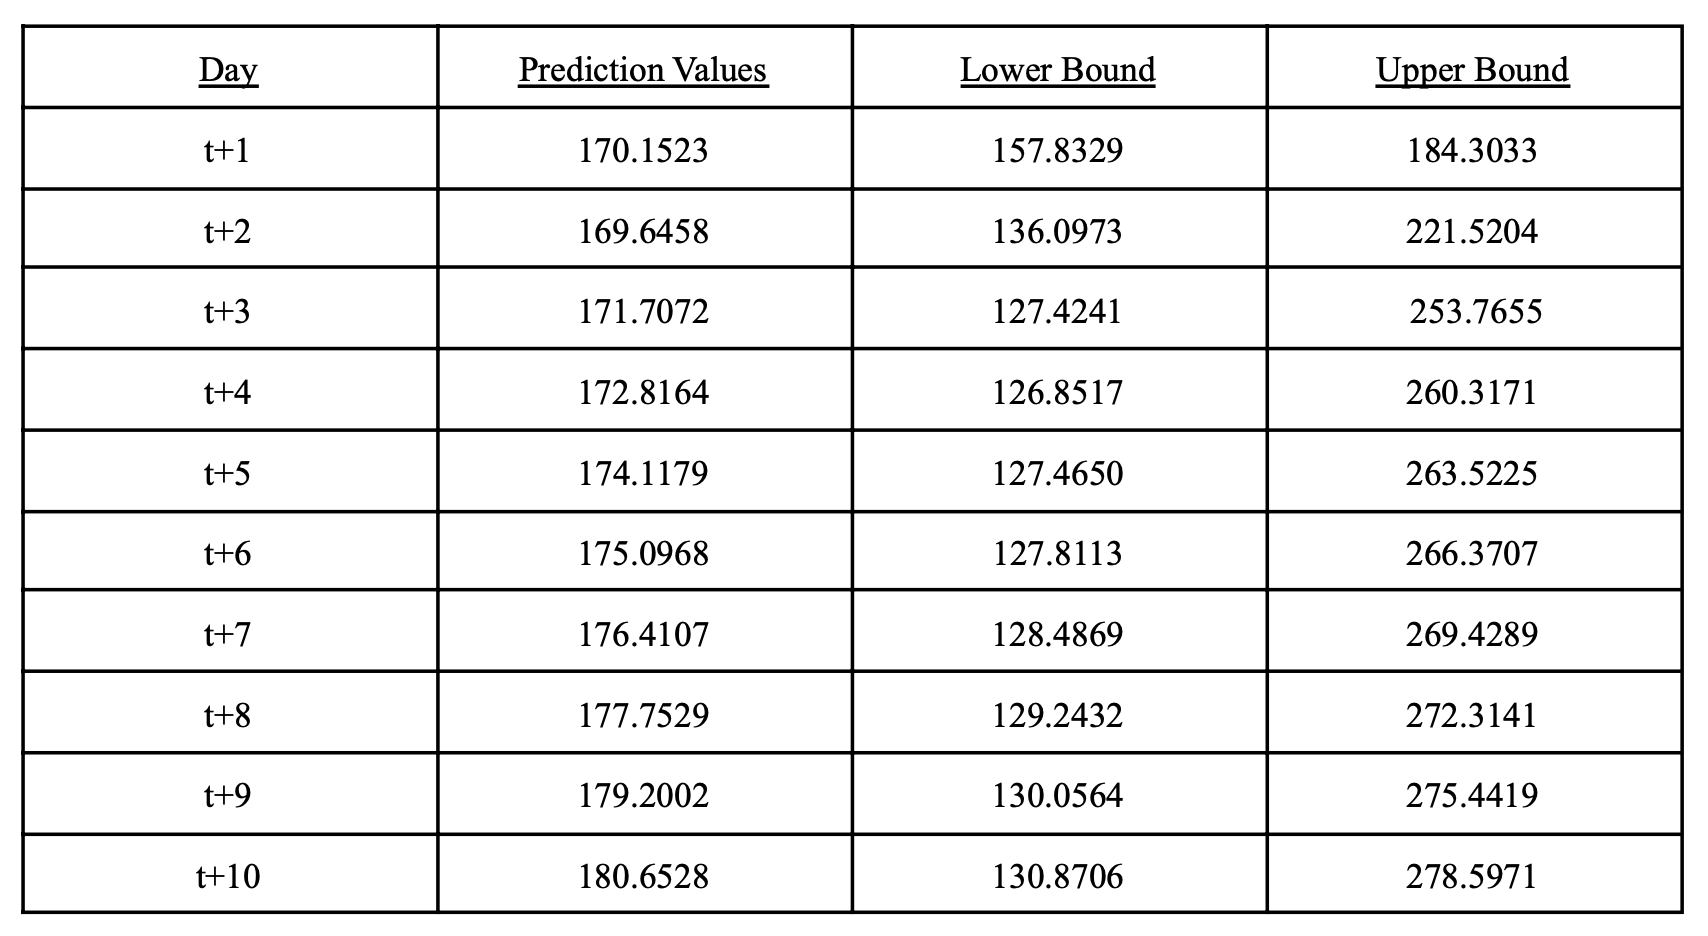 Day Prediction Values Lower Bound Upper Bound
t+1 170.1523 157.8329 184.3033
t+2 169.6458 136.0973 221.5204
t+3 171.7072 127.4241 253.7655
t+4 172.8164 126.8517 260.3171
t+5 174.1179 127.4650 263.5225
t+6 175.0968 127.8113 266.3707
t+7 176.4107 128.4869 269.4289
t+8 177.7529 129.2432 272.3141
t+9 179.2002 130.0564 275.4419
t+10 180.6528 130.8706 278.5971